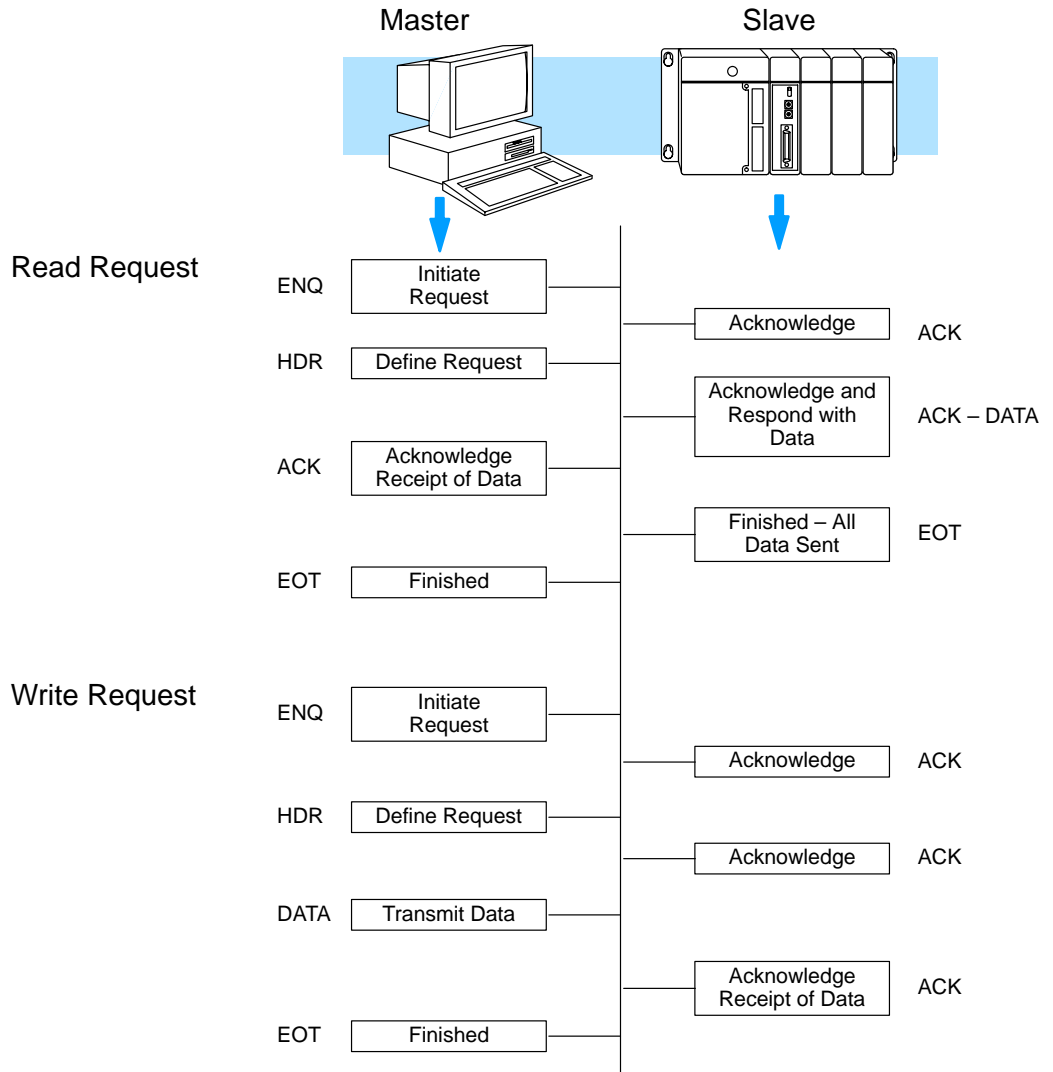 Master
Slave
Read Request
ENQ
Initiate
Request
Acknowledge
ACK
HDR
Define Request
Acknowledge and
Respond with
Data
ACK – DATA
ACK
Acknowledge
Receipt of Data
Finished – All
Data Sent
EOT
EOT
Finished
Write Request
ENQ
Initiate
Request
Acknowledge
ACK
HDR
Define Request
Acknowledge
ACK
DATA
Transmit Data
Acknowledge
Receipt of Data
ACK
EOT
Finished